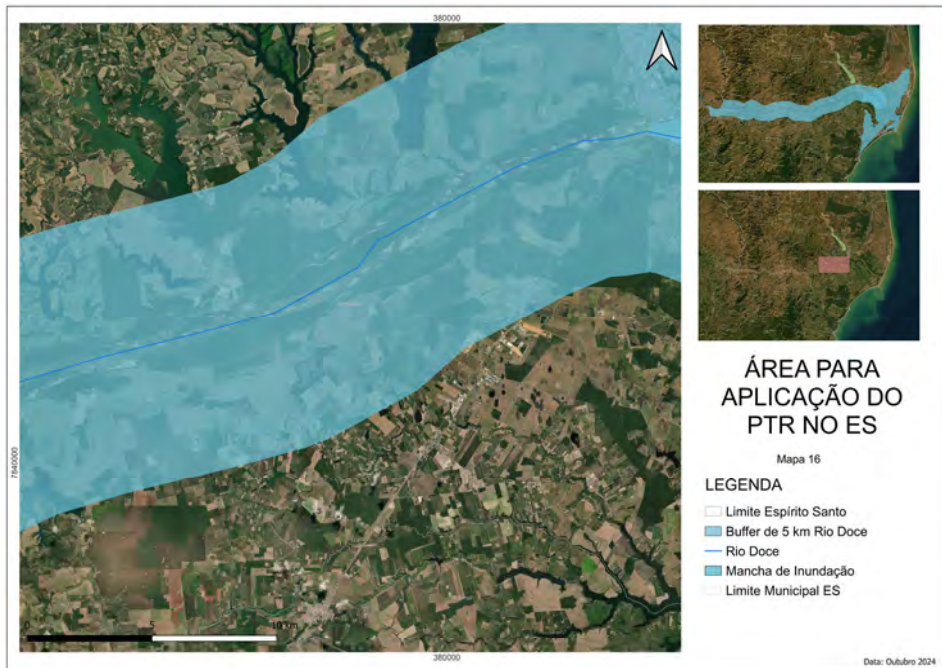 380000
7840000
0
5
10 km
380000
ÁREA PARA
APLICAÇÃO DO
PTR NO ES
Mapa 16
LEGENDA
Limite Espírito Santo
Buffer de 5 km Rio Doce
Rio Doce
Mancha de Inundação
Limite Municipal ES
Data: Outubro 2024